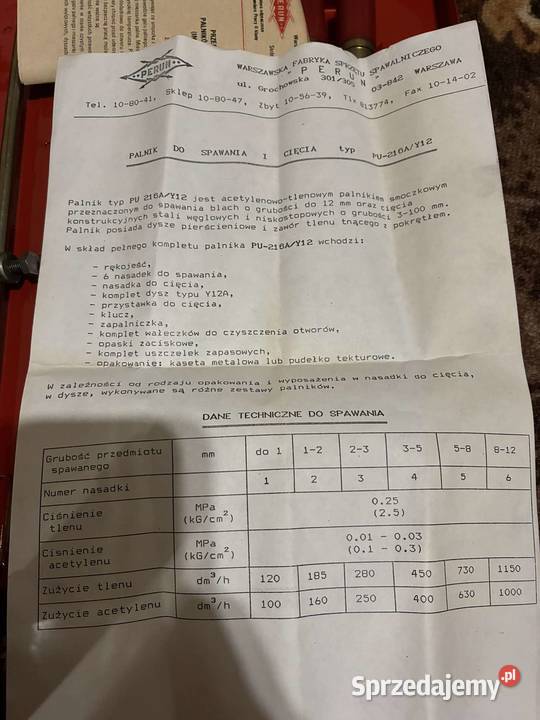 PERUN
PERUN
WARSZAWSKA FABRYKA SPRZĘTU SPAWALNICZEGO
"PERUN"
ul. Grochowska 301/305 03-842 WARSZAWA
Tel. 10-80-41, Sklep 10-80-47, Zbyt 10-56-39, Tlx 813774, Fax 10-14-02
PALNIK DO SPAWANIA I CIĘCIA typ PU-216A/Y12
Palnik typ PU 216A/Y12 jest acetylenowo-tlenowym palnikiem smoczkowym
przeznaczonym do spawania blach o grubości do 12 mm oraz cięcia
konstrukcyjnych stali węglowych i niskostopowych o grubości 3-100 mm.
Palnik posiada dysze pierścieniowe i zawór tlenu tnącego z pokrętłem.
W skład pełnego kompletu palnika PU-216A/Y12 wchodzi:
- rękojeść,
- 6 nasadek do spawania,
- nasadka do cięcia,
- komplet dysz typu Y12A,
- przystawka do cięcia,
- klucz,
- zapalniczka,
- komplet wałeczków do czyszczenia otworów,
- opaski zaciskowe,
- komplet uszczelek zapasowych,
- opakowanie: kaseta metalowa lub pudełko tekturowe.
W zależności od rodzaju opakowania i wyposażenia w nasadki do cięcia,
w dysze, wykonywane są różne zestawy palników.
DANE TECHNICZNE DO SPAWANIA
Grubość przedmiotu spawanego mm do 1 1-2 2-3 3-5 5-8 8-12
Numer nasadki 1 2 3 4 5 6
Ciśnienie tlenu MPa (kG/cm²) 0.25 (2.5)
Ciśnienie acetylenu MPa (kG/cm²) 0.01 - 0.03 (0.1 - 0.3)
Zużycie tlenu dm³/h 120 185 280 450 730 1150
Zużycie acetylenu dm³/h 100 160 250 400 630 1000
Sprzedajemy.pl